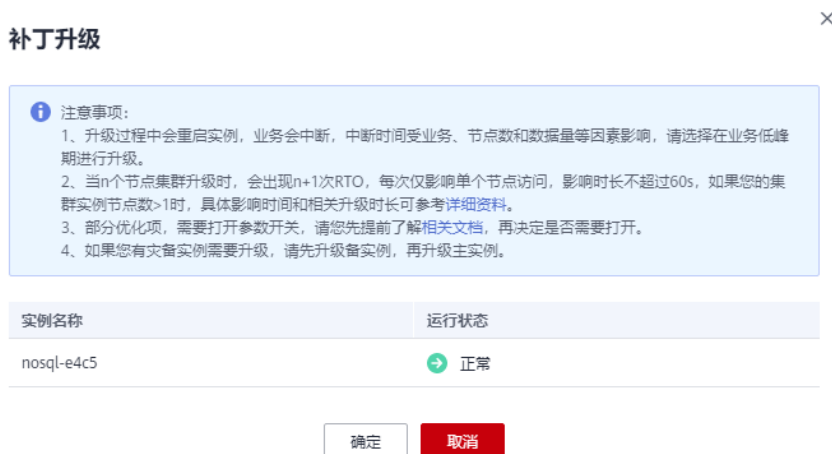 补丁升级
注意事项：
1、升级过程中会重启实例，业务会中断，中断时间受业务、节点数和数据量等因素影响，请选择在业务低峰
期进行升级。
2、当n个节点集群升级时，会出现n+1次RTO，每次仅影响单个节点访问，影响时长不超过60s，如果您的集
群实例节点数>1时，具体影响时间和相关升级时长可参考详细资料。
3、部分优化项，需要打开参数开关，请您先提前了解相关文档，再决定是否需要打开。
4、如果您有灾备实例需要升级，请先升级备实例，再升级主实例。
实例名称 运行状态
nosql-e4c5 正常
确定 取消